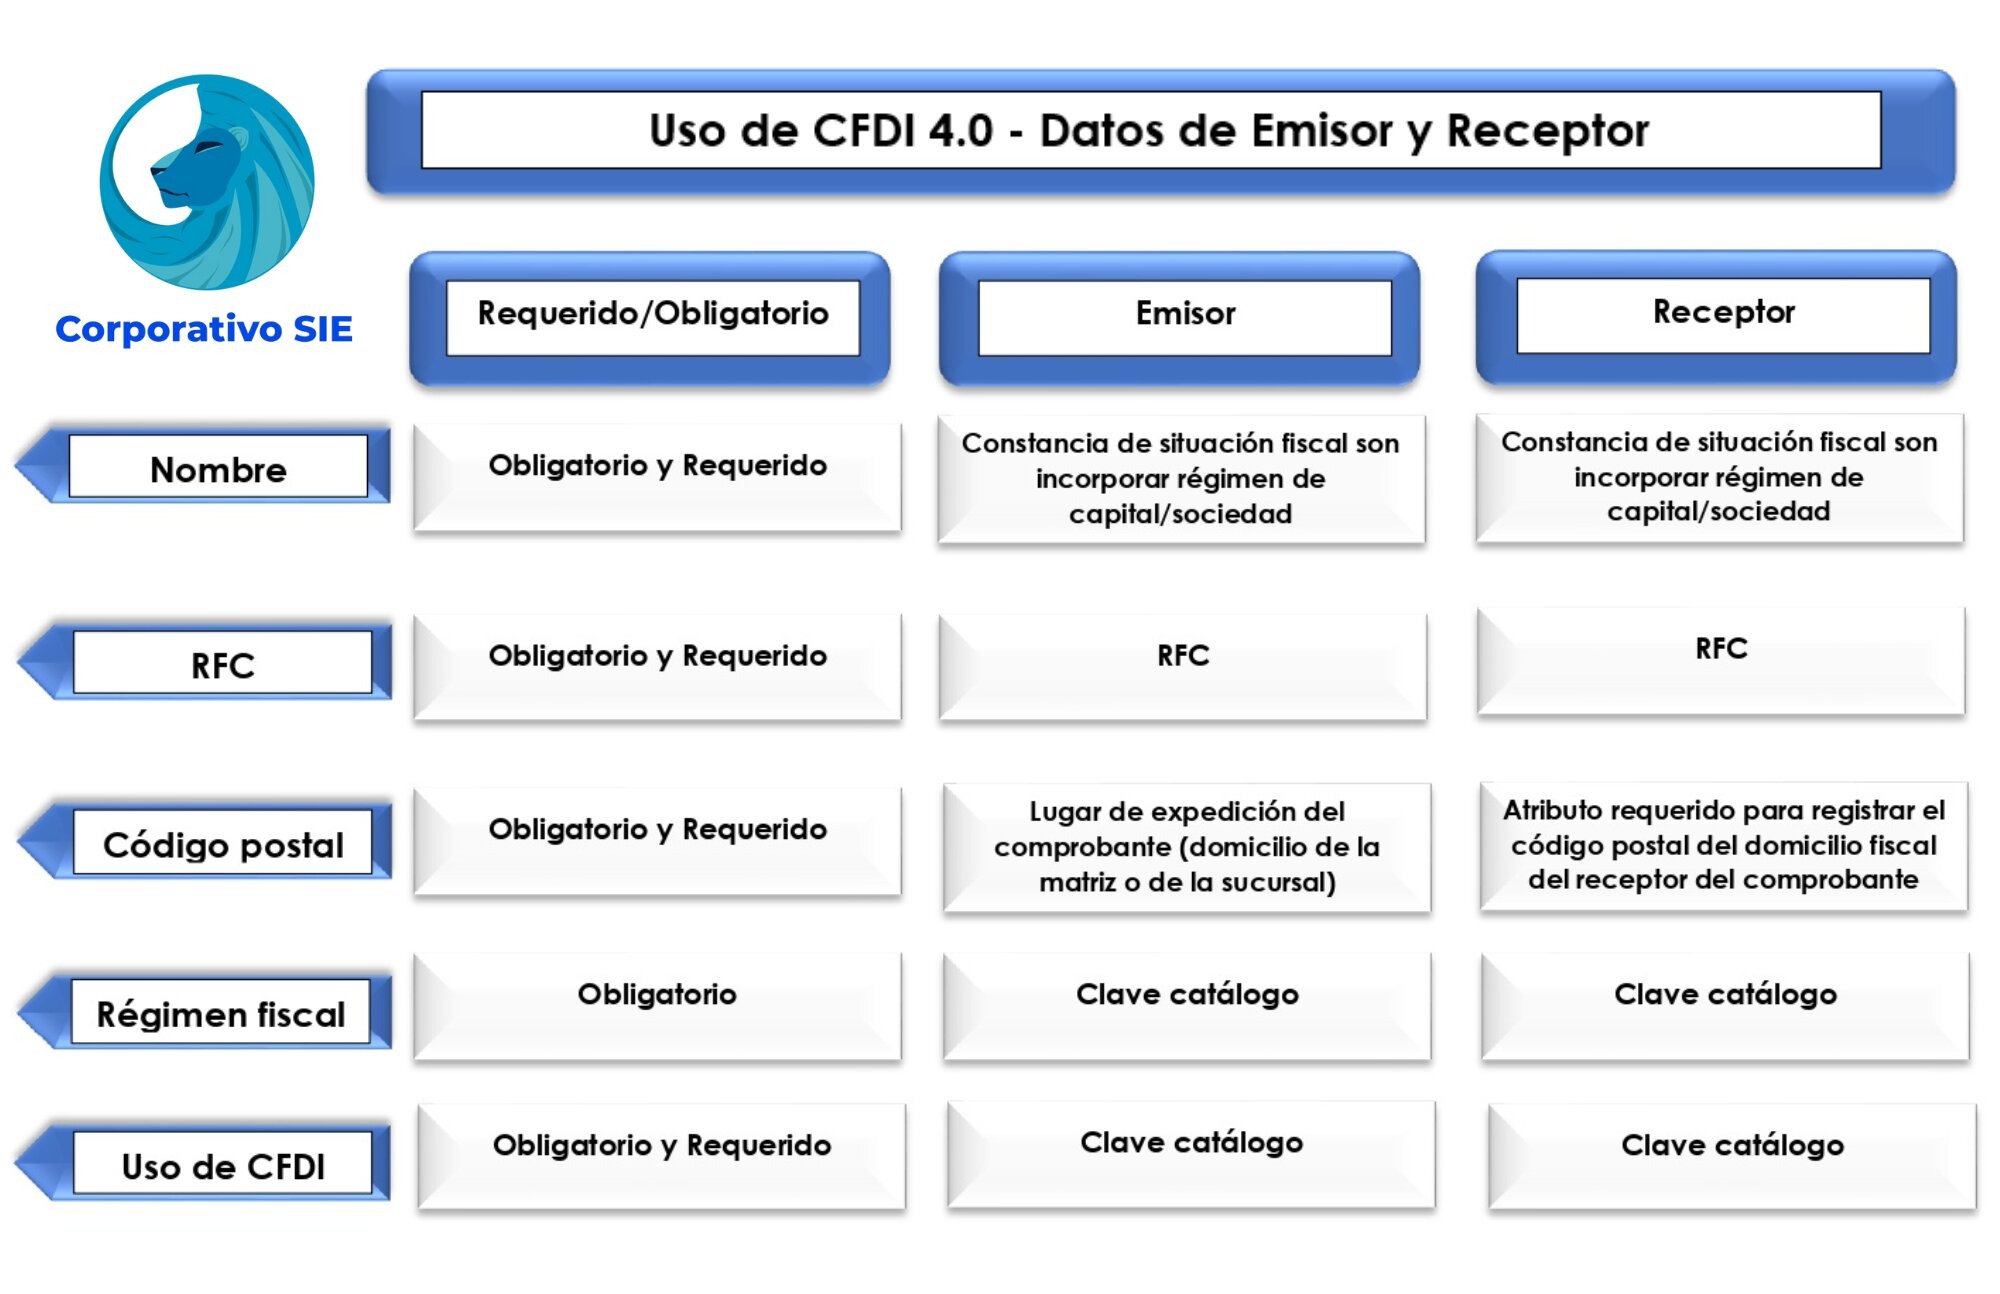 Uso de CFDI 4.0 - Datos de Emisor y Receptor
Corporativo SIE
Requerido/Obligatorio
Emisor
Receptor
Nombre
Obligatorio y Requerido
Constancia de situación fiscal son
incorporar régimen de
capital/sociedad
Constancia de situación fiscal son
incorporar régimen de
capital/sociedad
RFC
Obligatorio y Requerido
RFC
RFC
Código postal
Obligatorio y Requerido
Lugar de expedición del
comprobante (domicilio de la
matriz o de la sucursal)
Atributo requerido para registrar el
código postal del domicilio fiscal
del receptor del comprobante
Régimen fiscal
Obligatorio
Clave catálogo
Clave catálogo
Uso de CFDI
Obligatorio y Requerido
Clave catálogo
Clave catálogo